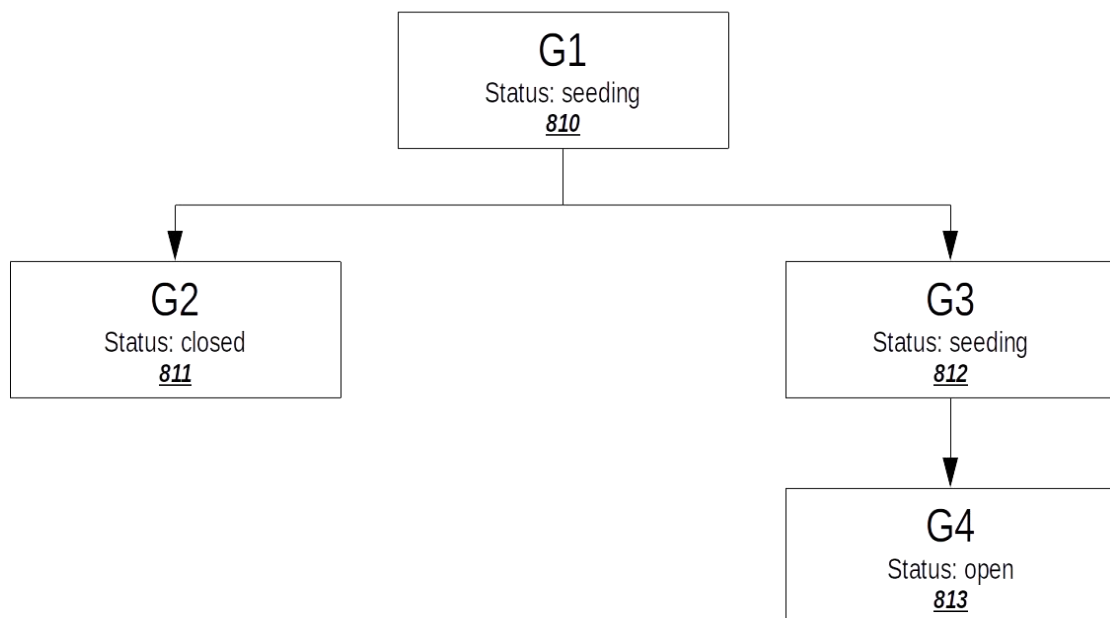 G1
Status: seeding
810
G2
Status: closed
811
G3
Status: seeding
812
G4
Status: open
813